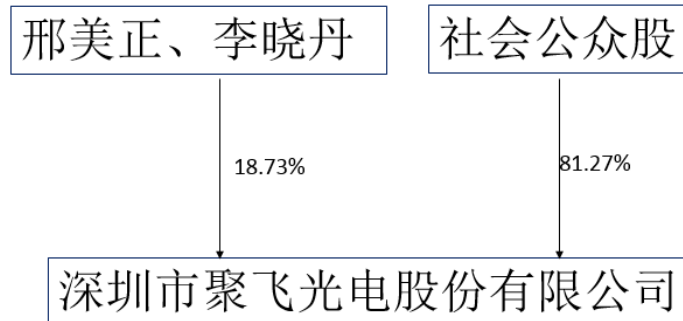 邢美正、李晓丹
社会公众股
18.73%
81.27%
深圳市聚飞光电股份有限公司